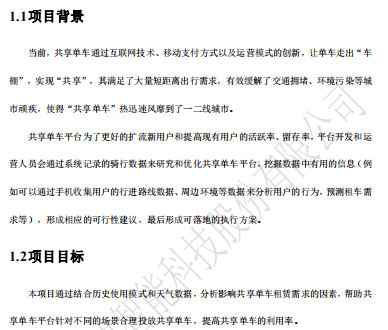 1.1项目背景
当前，共享单车通过互联网技术、移动支付方式以及运营模式的创新，让单车走出“车
棚”，实现“共享”，其满足了大量短距离出行需求，有效缓解了交通拥堵、环境污染等城
市顽疾，使得“共享单车”热迅速风靡到了一二线城市。
共享单车平台为了更好的扩流新用户和提高现有用户的活跃率、留存率，平台开发和运
营人员会通过系统记录的骑行数据来研究和优化共享单车平台，挖掘数据中有用的信息（例
如可以通过手机收集用户的行进路线数据、周边环境等数据来分析用户的行为，预测租车需
求等），形成相应的可行性建议，最后形成可落地的执行方案。
1.2项目目标
本项目通过结合历史使用模式和天气数据，分析影响共享单车租赁需求的因素，帮助共
享单车平台针对不同的场景合理投放共享单车，提高共享单车的利用率。
智能科技股份有限公司